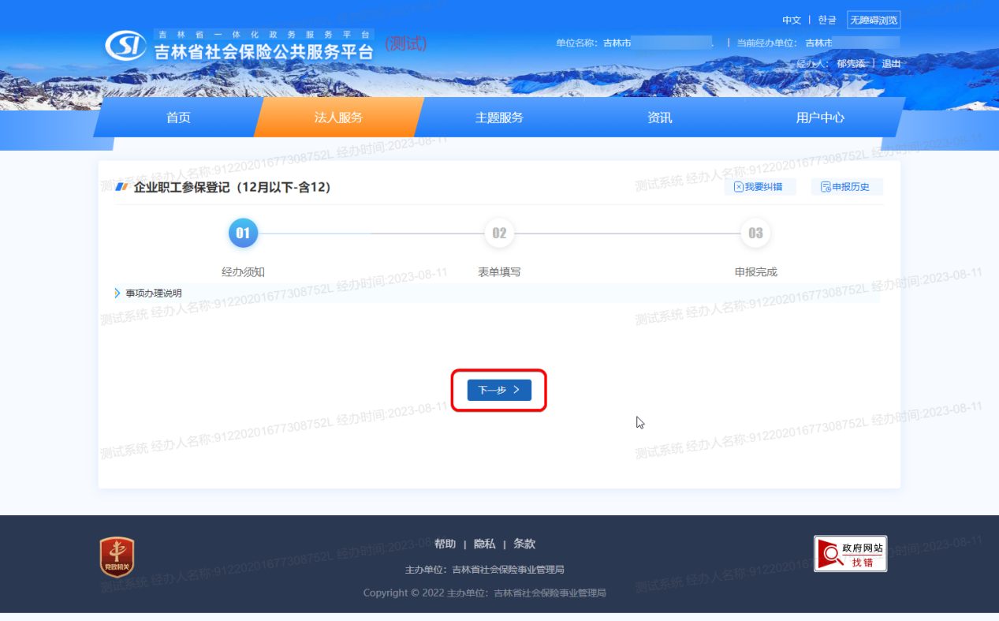 中文 | 한글 无障碍浏览
吉林省一体化政务服务平台
吉林省社会保险公共服务平台 (测试)
单位名称: 吉林市 | 当前经办单位: 吉林市
经办人: 郁隽添 | 退出
首页 法人服务 主题服务 资讯 用户中心
企业职工参保登记（12月以下-含12） 我要纠错 申报历史
01 02 03
经办须知 表单填写 申报完成
事项办理说明
下一步
测试系统 经办人名称:91220201677308752L 经办时间:2023-08-11
测试系统 经办人名称:91220201677308752L 经办时间:2023-08-11
测试系统 经办人名称:91220201677308752L 经办时间:2023-08-11
测试系统 经办人名称:91220201677308752L 经办时间:2023-08-11
测试系统 经办人名称:91220201677308752L 经办时间:2023-08-11
测试系统 经办人名称:91220201677308752L 经办时间:2023-08-11
测试系统 经办人名称:91220201677308752L 经办时间:2023-08-11
测试系统 经办人名称:91220201677308752L 经办时间:2023-08-11
帮助 | 隐私 | 条款
主办单位：吉林省社会保险事业管理局
Copyright © 2022 主办单位：吉林省社会保险事业管理局
党政机关
政府网站
找错